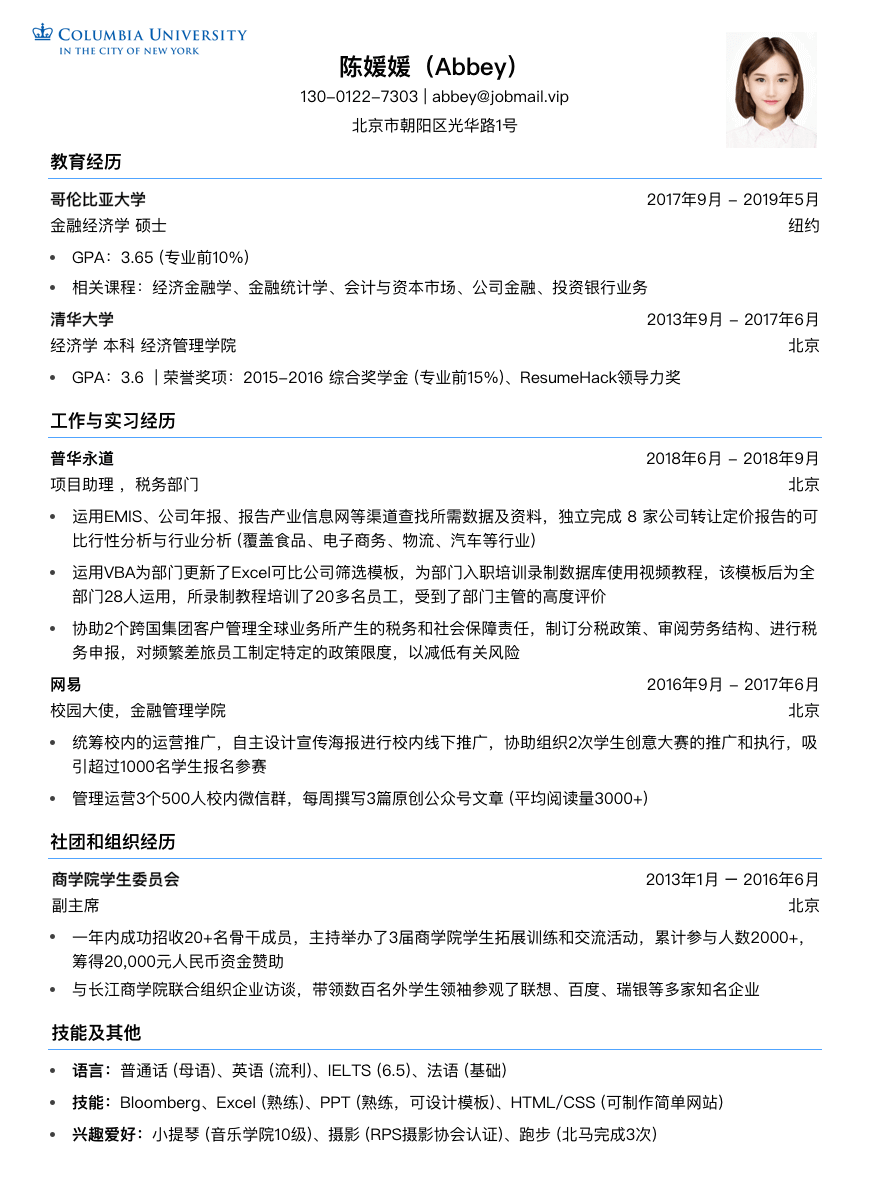 COLUMBIA UNIVERSITY
IN THE CITY OF NEW YORK
陈媛媛（Abbey）
130-0122-7303 | abbey@jobmail.vip
北京市朝阳区光华路1号
教育经历
哥伦比亚大学 2017年9月 - 2019年5月
金融经济学 硕士 纽约
• GPA：3.65 (专业前10%)
• 相关课程：经济金融学、金融统计学、会计与资本市场、公司金融、投资银行业务
清华大学 2013年9月 - 2017年6月
经济学 本科 经济管理学院 北京
• GPA：3.6 | 荣誉奖项：2015-2016 综合奖学金 (专业前15%)、ResumeHack领导力奖
工作与实习经历
普华永道 2018年6月 - 2018年9月
项目助理 ，税务部门 北京
• 运用EMIS、公司年报、报告产业信息网等渠道查找所需数据及资料，独立完成 8 家公司转让定价报告的可
比行性分析与行业分析 (覆盖食品、电子商务、物流、汽车等行业)
• 运用VBA为部门更新了Excel可比公司筛选模板，为部门入职培训录制数据库使用视频教程，该模板后为全
部门28人运用，所录制教程培训了20多名员工，受到了部门主管的高度评价
• 协助2个跨国集团客户管理全球业务所产生的税务和社会保障责任，制订分税政策、审阅劳务结构、进行税
务申报，对频繁差旅员工制定特定的政策限度，以减低有关风险
网易 2016年9月 - 2017年6月
校园大使，金融管理学院 北京
• 统筹校内的运营推广，自主设计宣传海报进行校内线下推广，协助组织2次学生创意大赛的推广和执行，吸
引超过1000名学生报名参赛
• 管理运营3个500人校内微信群，每周撰写3篇原创公众号文章 (平均阅读量3000+)
社团和组织经历
商学院学生委员会 2013年1月 － 2016年6月
副主席 北京
• 一年内成功招收20+名骨干成员，主持举办了3届商学院学生拓展训练和交流活动，累计参与人数2000+，
筹得20,000元人民币资金赞助
• 与长江商学院联合组织企业访谈，带领数百名外学生领袖参观了联想、百度、瑞银等多家知名企业
技能及其他
• 语言：普通话 (母语)、英语 (流利)、IELTS (6.5)、法语 (基础)
• 技能：Bloomberg、Excel (熟练)、PPT (熟练，可设计模板)、HTML/CSS (可制作简单网站)
• 兴趣爱好：小提琴 (音乐学院10级)、摄影 (RPS摄影协会认证)、跑步 (北马完成3次)